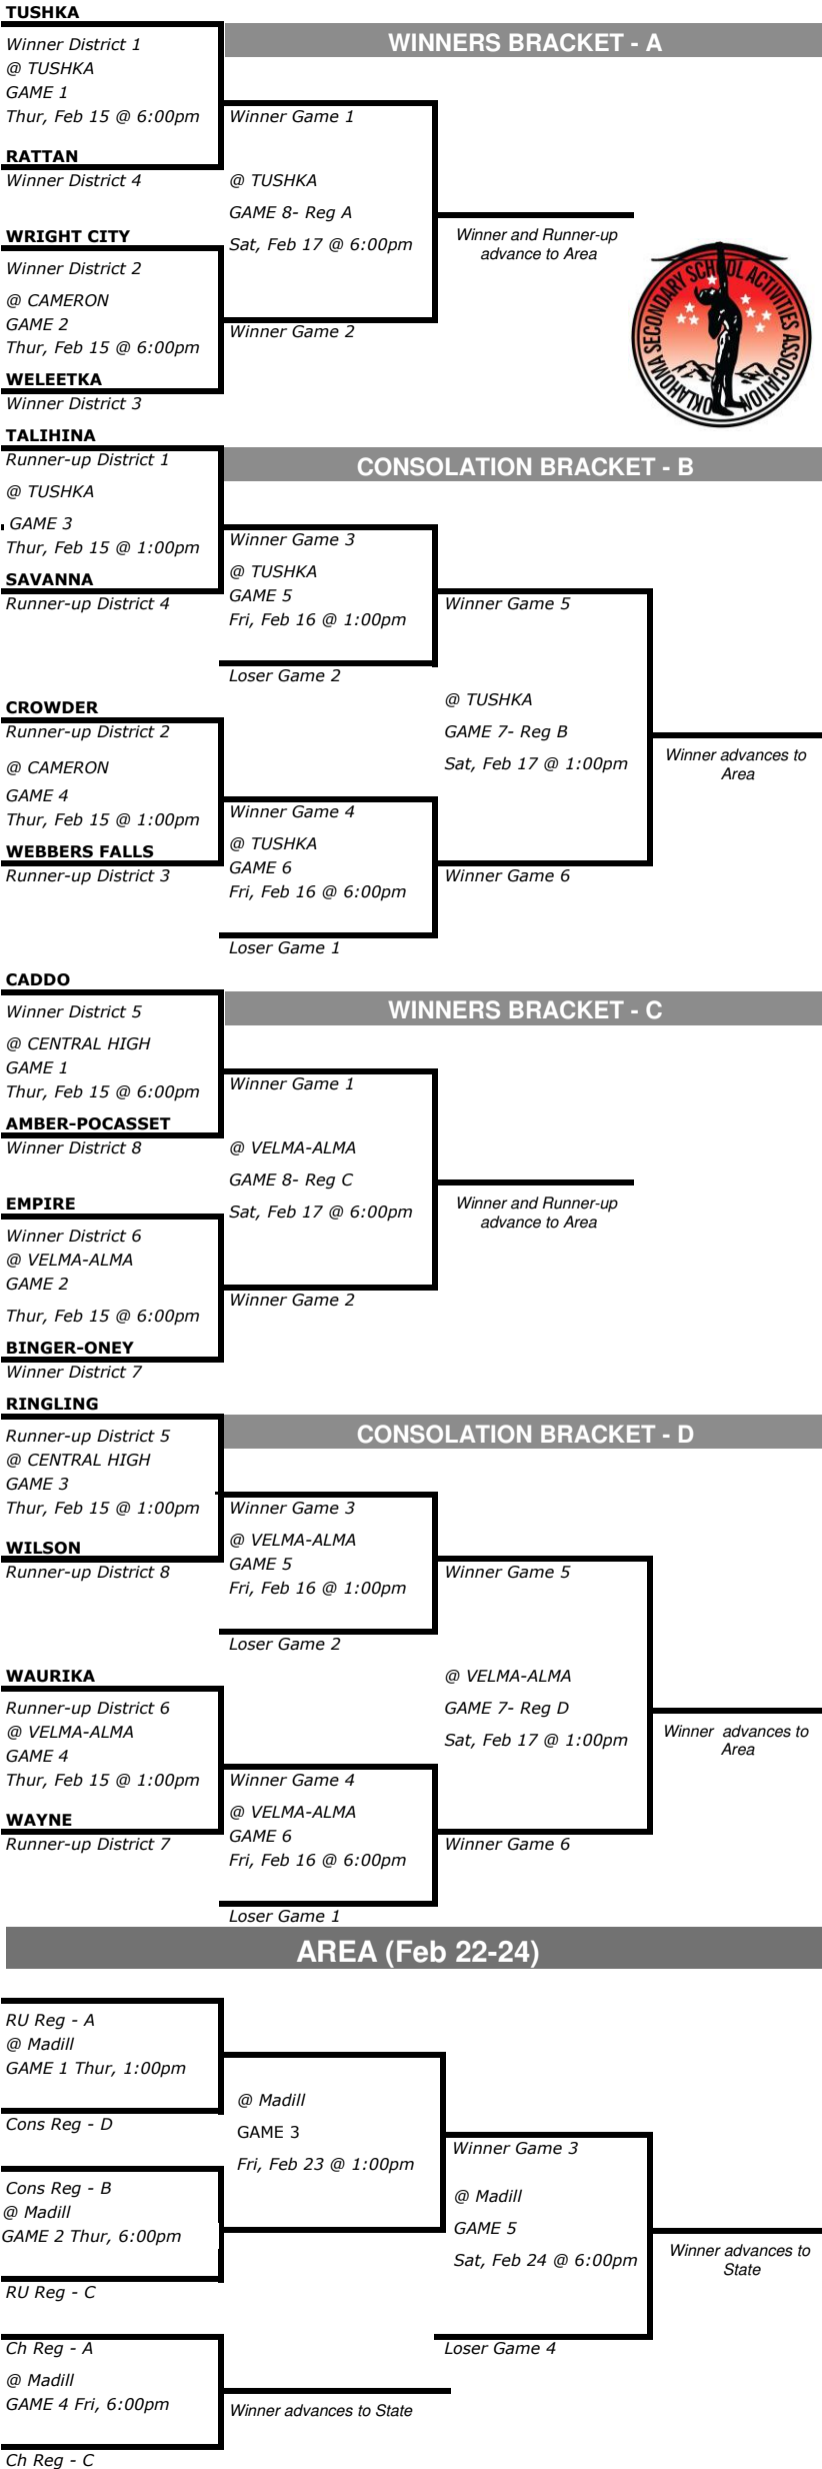 TUSHKA
WINNERS BRACKET - A
Winner District 1
@ TUSHKA
GAME 1
Thur, Feb 15 @ 6:00pm
Winner Game 1
RATTAN
Winner District 4
@ TUSHKA
GAME 8- Reg A
Sat, Feb 17 @ 6:00pm
Winner and Runner-up
advance to Area
WRIGHT CITY
Winner District 2
@ CAMERON
GAME 2
Thur, Feb 15 @ 6:00pm
Winner Game 2
WELEETKA
Winner District 3
OKLAHOMA SECONDARY SCHOOL ACTIVITIES ASSOCIATION
TALIHINA
CONSOLATION BRACKET - B
Runner-up District 1
@ TUSHKA
GAME 3
Thur, Feb 15 @ 1:00pm
Winner Game 3
SAVANNA
Runner-up District 4
@ TUSHKA
GAME 5
Fri, Feb 16 @ 1:00pm
Winner Game 5
Loser Game 2
@ TUSHKA
GAME 7- Reg B
Sat, Feb 17 @ 1:00pm
Winner advances to
Area
CROWDER
Runner-up District 2
@ CAMERON
GAME 4
Thur, Feb 15 @ 1:00pm
Winner Game 4
WEBBERS FALLS
Runner-up District 3
@ TUSHKA
GAME 6
Fri, Feb 16 @ 6:00pm
Winner Game 6
Loser Game 1
CADDO
WINNERS BRACKET - C
Winner District 5
@ CENTRAL HIGH
GAME 1
Thur, Feb 15 @ 6:00pm
Winner Game 1
AMBER-POCASSET
Winner District 8
@ VELMA-ALMA
GAME 8- Reg C
Sat, Feb 17 @ 6:00pm
Winner and Runner-up
advance to Area
EMPIRE
Winner District 6
@ VELMA-ALMA
GAME 2
Thur, Feb 15 @ 6:00pm
Winner Game 2
BINGER-ONEY
Winner District 7
RINGLING
CONSOLATION BRACKET - D
Runner-up District 5
@ CENTRAL HIGH
GAME 3
Thur, Feb 15 @ 1:00pm
Winner Game 3
WILSON
Runner-up District 8
@ VELMA-ALMA
GAME 5
Fri, Feb 16 @ 1:00pm
Winner Game 5
Loser Game 2
@ VELMA-ALMA
GAME 7- Reg D
Sat, Feb 17 @ 1:00pm
Winner advances to
Area
WAURIKA
Runner-up District 6
@ VELMA-ALMA
GAME 4
Thur, Feb 15 @ 1:00pm
Winner Game 4
WAYNE
Runner-up District 7
@ VELMA-ALMA
GAME 6
Fri, Feb 16 @ 6:00pm
Winner Game 6
Loser Game 1
AREA (Feb 22-24)
RU Reg - A
@ Madill
GAME 1 Thur, 1:00pm
Cons Reg - D
@ Madill
GAME 3
Fri, Feb 23 @ 1:00pm
Cons Reg - B
@ Madill
GAME 2 Thur, 6:00pm
RU Reg - C
Winner Game 3
@ Madill
GAME 5
Sat, Feb 24 @ 6:00pm
Winner advances to
State
Loser Game 4
Ch Reg - A
@ Madill
GAME 4 Fri, 6:00pm
Winner advances to State
Ch Reg - C